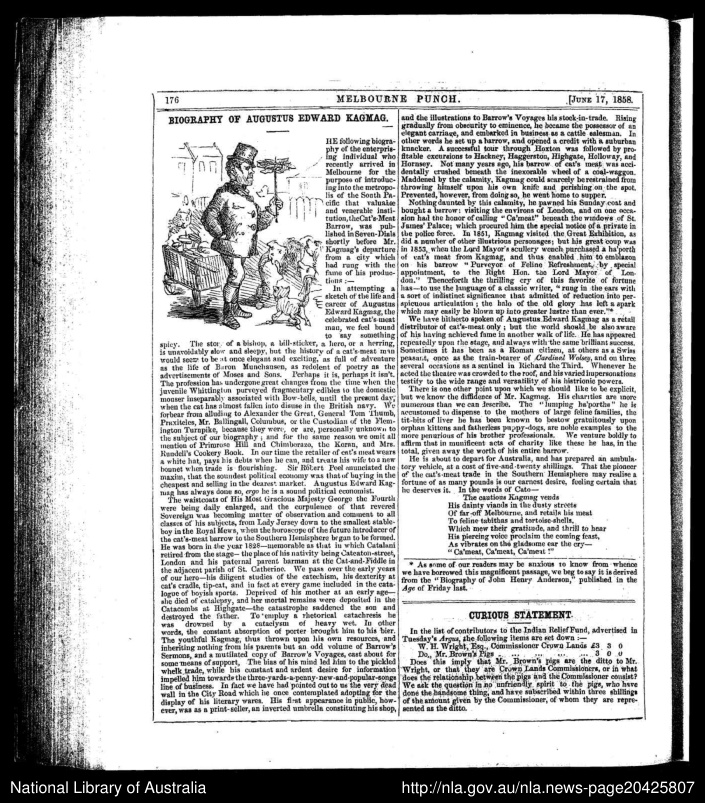 176
MELBOURNE PUNCH.
[JUNE 17, 1858.
BIOGRAPHY OF AUGUSTUS EDWARD KAGMAG.
HE following biogra-
phy of the enterpris-
ing individual who
recently arrived in
Melbourne for the
purpose of introduc-
ing into the metropo-
lis of the South Pa-
cific that valuable
and venerable insti-
tution, the Cat's-Meat
Barrow, was pub-
lished in Seven-Dials
shortly before Mr.
Kagmag's departure
from a city which
had rung with the
fame of his produc-
tions :—
In attempting a
sketch of the life and
career of Augustus
Edward Kagmag, the
celebrated cat's-meat
man, we feel bound
to say something
spicy. The story of a bishop, a bill-sticker, a hero, or a herring,
is unavoidably slow and sleepy, but the history of a cat's-meat man
would seem to be at once elegant and exciting, as full of adventure
as the life of Baron Munchausen, as redolent of poetry as the
advertisements of Moses and Sons. Perhaps it is, perhaps it isn't.
The profession has undergone great changes from the time when the
juvenile Whittington purveyed fragmentary edibles to the domestic
mouser inseparably associated with Bow-bells, until the present day,
when the cat has almost fallen into disuse in the British navy. We
forbear from alluding to Alexander the Great, General Tom Thumb,
Praxiteles, Mr. Ballingall, Columbus, or the Custodian of the Flem-
ington Turnpike, because they were, or are, personally unknown to
the subject of our biography ; and for the same reason we omit all
mention of Primrose Hill and Chimborazo, the Koran, and Mrs.
Rundell's Cookery Book. In our time the retailer of cat's meat wears
a white hat, pays his debts when he can, and treats his wife to a new
bonnet when trade is flourishing. Sir Robert Peel enunciated the
maxim, that the soundest political economy was that of buying in the
cheapest and selling in the dearest market. Augustus Edward Kag-
mag has always done so, ergo he is a sound political economist.
The waistcoats of His Most Gracious Majesty George the Fourth
were being daily enlarged, and the corpulence of that revered
Sovereign was becoming matter of observation and comment to all
classes of his subjects, from Lady Jersey down to the smallest stable-
boy in the Royal Mews, when the horoscope of the future introducer of
the cat's-meat barrow to the Southern Hemisphere began to be formed.
He was born in the year 1828—memorable as that in which Catalani
retired from the stage—the place of his nativity being Cateaton-street,
London and his paternal parent barman at the Cat-and-Fiddle in
the adjacent parish of St. Catherine. We pass over the early years
of our hero—his diligent studies of the catechism, his dexterity at
cat's cradle, tip-cat, and in fact at every game included in the cata-
logue of boyish sports. Deprived of his mother at an early age—
she died of catalepsy, and her mortal remains were deposited in the
Catacombs at Highgate—the catastrophe saddened the son and
destroyed the father. To employ a rhetorical catachresis he
was drowned by a cataclysm of heavy wet. In other
words, the constant absorption of porter brought him to his bier.
The youthful Kagmag, thus thrown upon his own resources, and
inheriting nothing from his parents but an odd volume of Barrow's
Sermons, and a mutilated copy of Barrow's Voyages, cast about for
some means of support. The bias of his mind led him to the pickled
whelk trade, while his constant and ardent desire for information
impelled him towards the three-yards-a-penny-new-and-popular-songs
line of business. In fact we have had pointed out to us the very dead
wall in the City Road which he once contemplated adopting for the
display of his literary wares. His first appearance in public, how-
ever, was as a print-seller, an inverted umbrella constituting his shop,
and the illustrations to Barrow's Voyages his stock-in-trade. Rising
gradually from obscurity to eminence, he became the possessor of an
elegant carriage, and embarked in business as a cattle salesman. In
other words he set up a barrow, and opened a credit with a suburban
knacker. A successful tour through Hoxton was followed by pro-
fitable excursions to Hackney, Haggerston, Highgate, Holloway, and
Hornsey. Not many years ago, his barrow of cat's meat was acci-
dentally crushed beneath the inexorable wheel of a coal-waggon.
Maddened by the calamity, Kagmag could scarcely be restrained from
throwing himself upon his own knife and perishing on the spot.
Prevented, however, from doing so, he went home to supper.
Nothing daunted by this calamity, he pawned his Sunday coat and
bought a barrow: visiting the environs of London, and on one occa-
sion had the honor of calling "Ca'meat" beneath the windows of St.
James' Palace; which procured him the special notice of a private in
the police force. In 1851, Kagmag visited the Great Exhibition, as
did a number of other illustrious personages; but his great coup was
in 1853, when the Lord Mayor's scullery wench purchased a ha'porth
of cat's meat from Kagmag, and thus enabled him to emblazon
on his barrow "Purveyor of Feline Refreshment, by special
appointment, to the Right Hon. the Lord Mayor of Lon-
don." Thenceforth the thrilling cry of this favorite of fortune
has—to use the language of a classic writer, "rung in the ears with
a sort of indistinct significance that admitted of reduction into per-
spicuous articulation ; the halo of the old glory has left a spark
which may easily be blown up into greater lustre than ever."*
We have hitherto spoken of Augustus Edward Kagmag as a retail
distributor of cat's-meat only ; but the world should be also aware
of his having achieved fame in another walk of life. He has appeared
repeatedly upon the stage, and always with the same brilliant success.
Sometimes it has been as a Roman citizen, at others as a Swiss
peasant, once as the train-bearer of Cardinal Wolsey, and on three
several occasions as a sentinel in Richard the Third. Whenever he
acted the theatre was crowded to the roof, and his varied impersonations
testify to the wide range and versatility of his histrionic powers.
There is one other point upon which we should like to be explicit,
but we know the diffidence of Mr. Kagmag. His charities are more
numerous than we can describe. The "lumping ha'porths" he is
accustomed to dispense to the mothers of large feline families, the
tit-bits of liver he has been known to bestow gratuitously upon
orphan kittens and fatherless puppy-dogs, are noble examples to the
more penurious of his brother professionals. We venture boldly to
affirm that in munificent acts of charity like these he has, in the
total, given away the worth of his entire barrow.
He is about to depart for Australia, and has prepared an ambula-
tory vehicle, at a cost of five-and-twenty shillings. That the pioneer
of the cat's-meat trade in the Southern Hemisphere may realise a
fortune of as many pounds is our earnest desire, feeling certain that
he deserves it. In the words of Cato—
The cautious Kagmag vends
His dainty viands in the dusty streets
Of far-off Melbourne, and retails his meat
To feline tabithas and tortoise-shells,
Which mew their gratitude, and thrill to hear
His piercing voice proclaim the coming feast,
As vibrates on the gladsome ear the cry—
"Ca'meat, Ca'meat, Ca'meat !"
* As some of our readers may be anxious to know from whence
we have borrowed this magniloquent passage, we beg to say it is derived
from the "Biography of John Henry Anderson," published in the
Age of Friday last.
CURIOUS STATEMENT.
In the list of contributors to the Indian Relief Fund, advertised in
Tuesday's Argus, the following items are set down :—
W. H. Wright, Esq., Commissioner Crown Lands £3 3 0
Do., Mr. Brown's Pigs .. ... ... ... 3 0 0
Does this imply that Mr. Brown's pigs are the ditto to Mr.
Wright, or that they are Crown Lands Commissioners, or in what
does the relationship between the pigs and the Commissioner consist?
We ask the question in no unfriendly spirit to the pigs, who have
done the handsome thing, and have subscribed within three shillings
of the amount given by the Commissioner, of whom they are repre-
sented as the ditto.
National Library of Australia
http://nla.gov.au/nla.news-page20425807